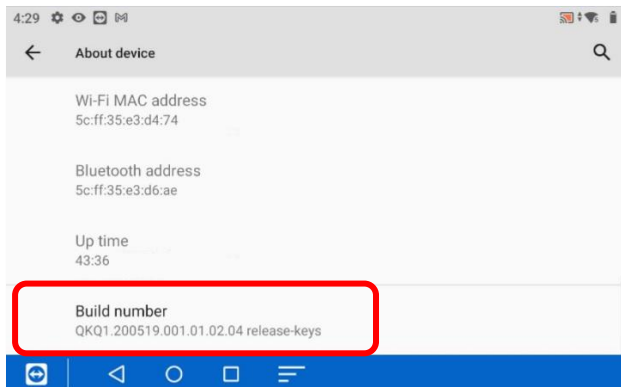 4:29
About device
Wi-Fi MAC address
5c:ff:35:e3:d4:74
Bluetooth address
5c:ff:35:e3:d6:ae
Up time
43:36
Build number
QKQ1.200519.001.01.02.04 release-keys